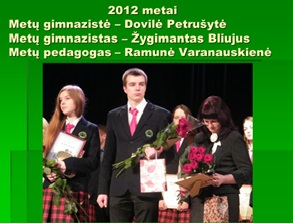 2012 metai
Metų gimnazistė – Dovilė Petrušytė
Metų gimnazistas – Žygimantas Bliujus
Metų pedagogas – Ramunė Varanauskienė